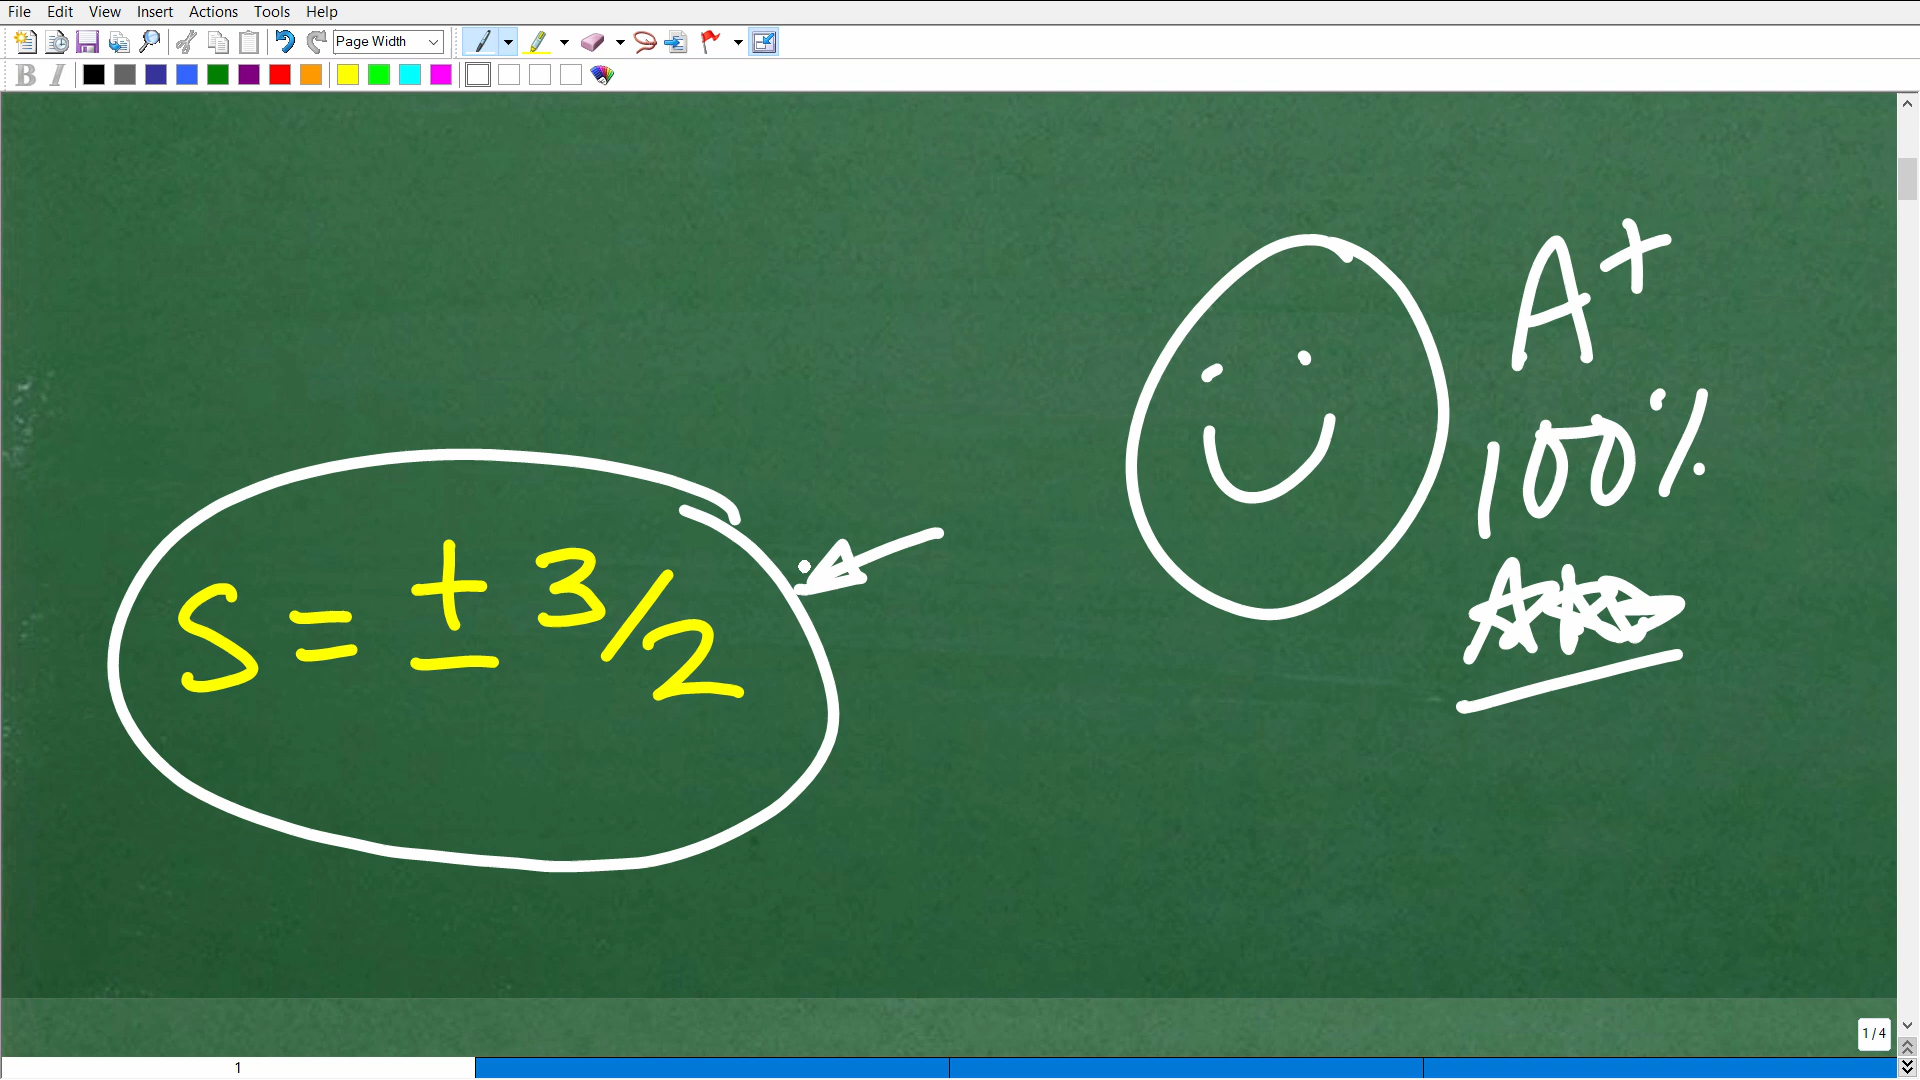 File Edit View Insert Actions Tools Help
Page Width
B I
A+
100%
S = ± 3/2
1 / 4
1